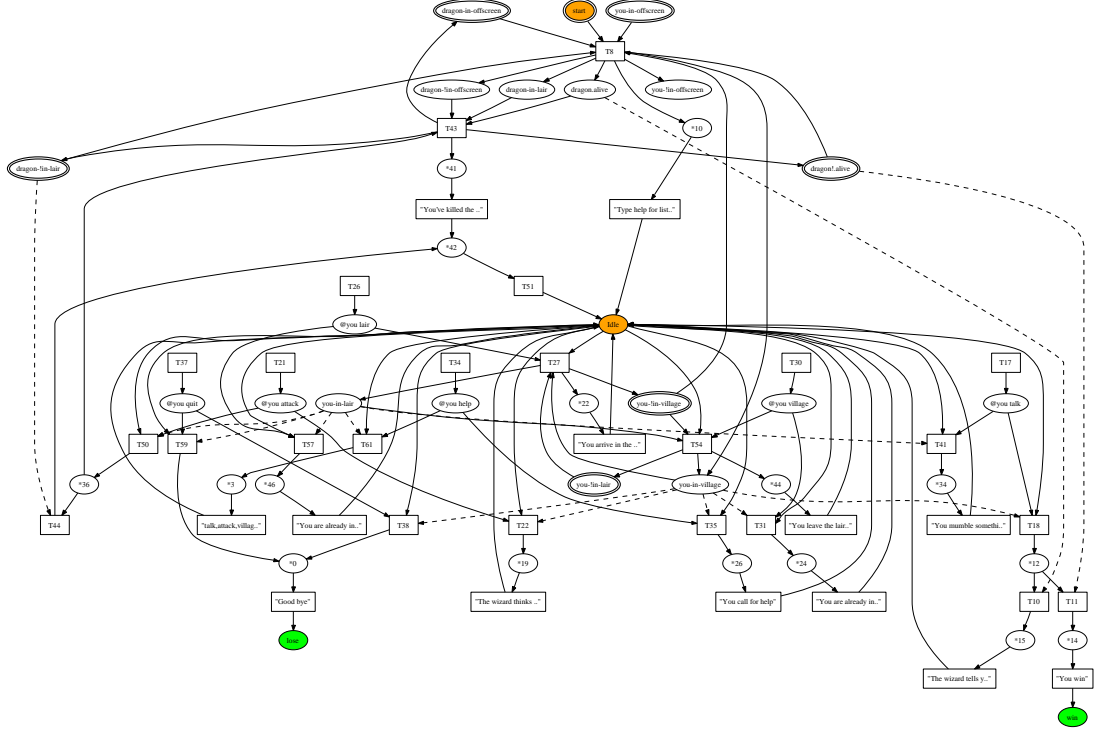 dragon-in-offscreen
start
you-in-offscreen
T8
dragon-!in-offscreen
dragon-in-lair
dragon.alive
you-!in-offscreen
T43
*10
dragon-!in-lair
*41
dragon!.alive
"You've killed the .."
"Type help for list.."
*42
T26
T51
@you lair
Idle
T37
T21
T34
T27
T30
T17
@you quit
@you attack
you-in-lair
@you help
*22
you-!in-village
@you village
@you talk
T50
T59
T57
T61
"You arrive in the .."
T54
T41
*36
*3
*46
you-!in-lair
you-in-village
*44
*34
T44
"talk,attack,villag.."
"You are already in.."
T38
T22
T35
T31
"You leave the lair.."
"You mumble somethi.."
T18
*0
*19
*26
*24
*12
"Good bye"
"The wizard thinks .."
"You call for help"
"You are already in.."
T10
T11
lose
*15
*14
"The wizard tells y.."
"You win"
win